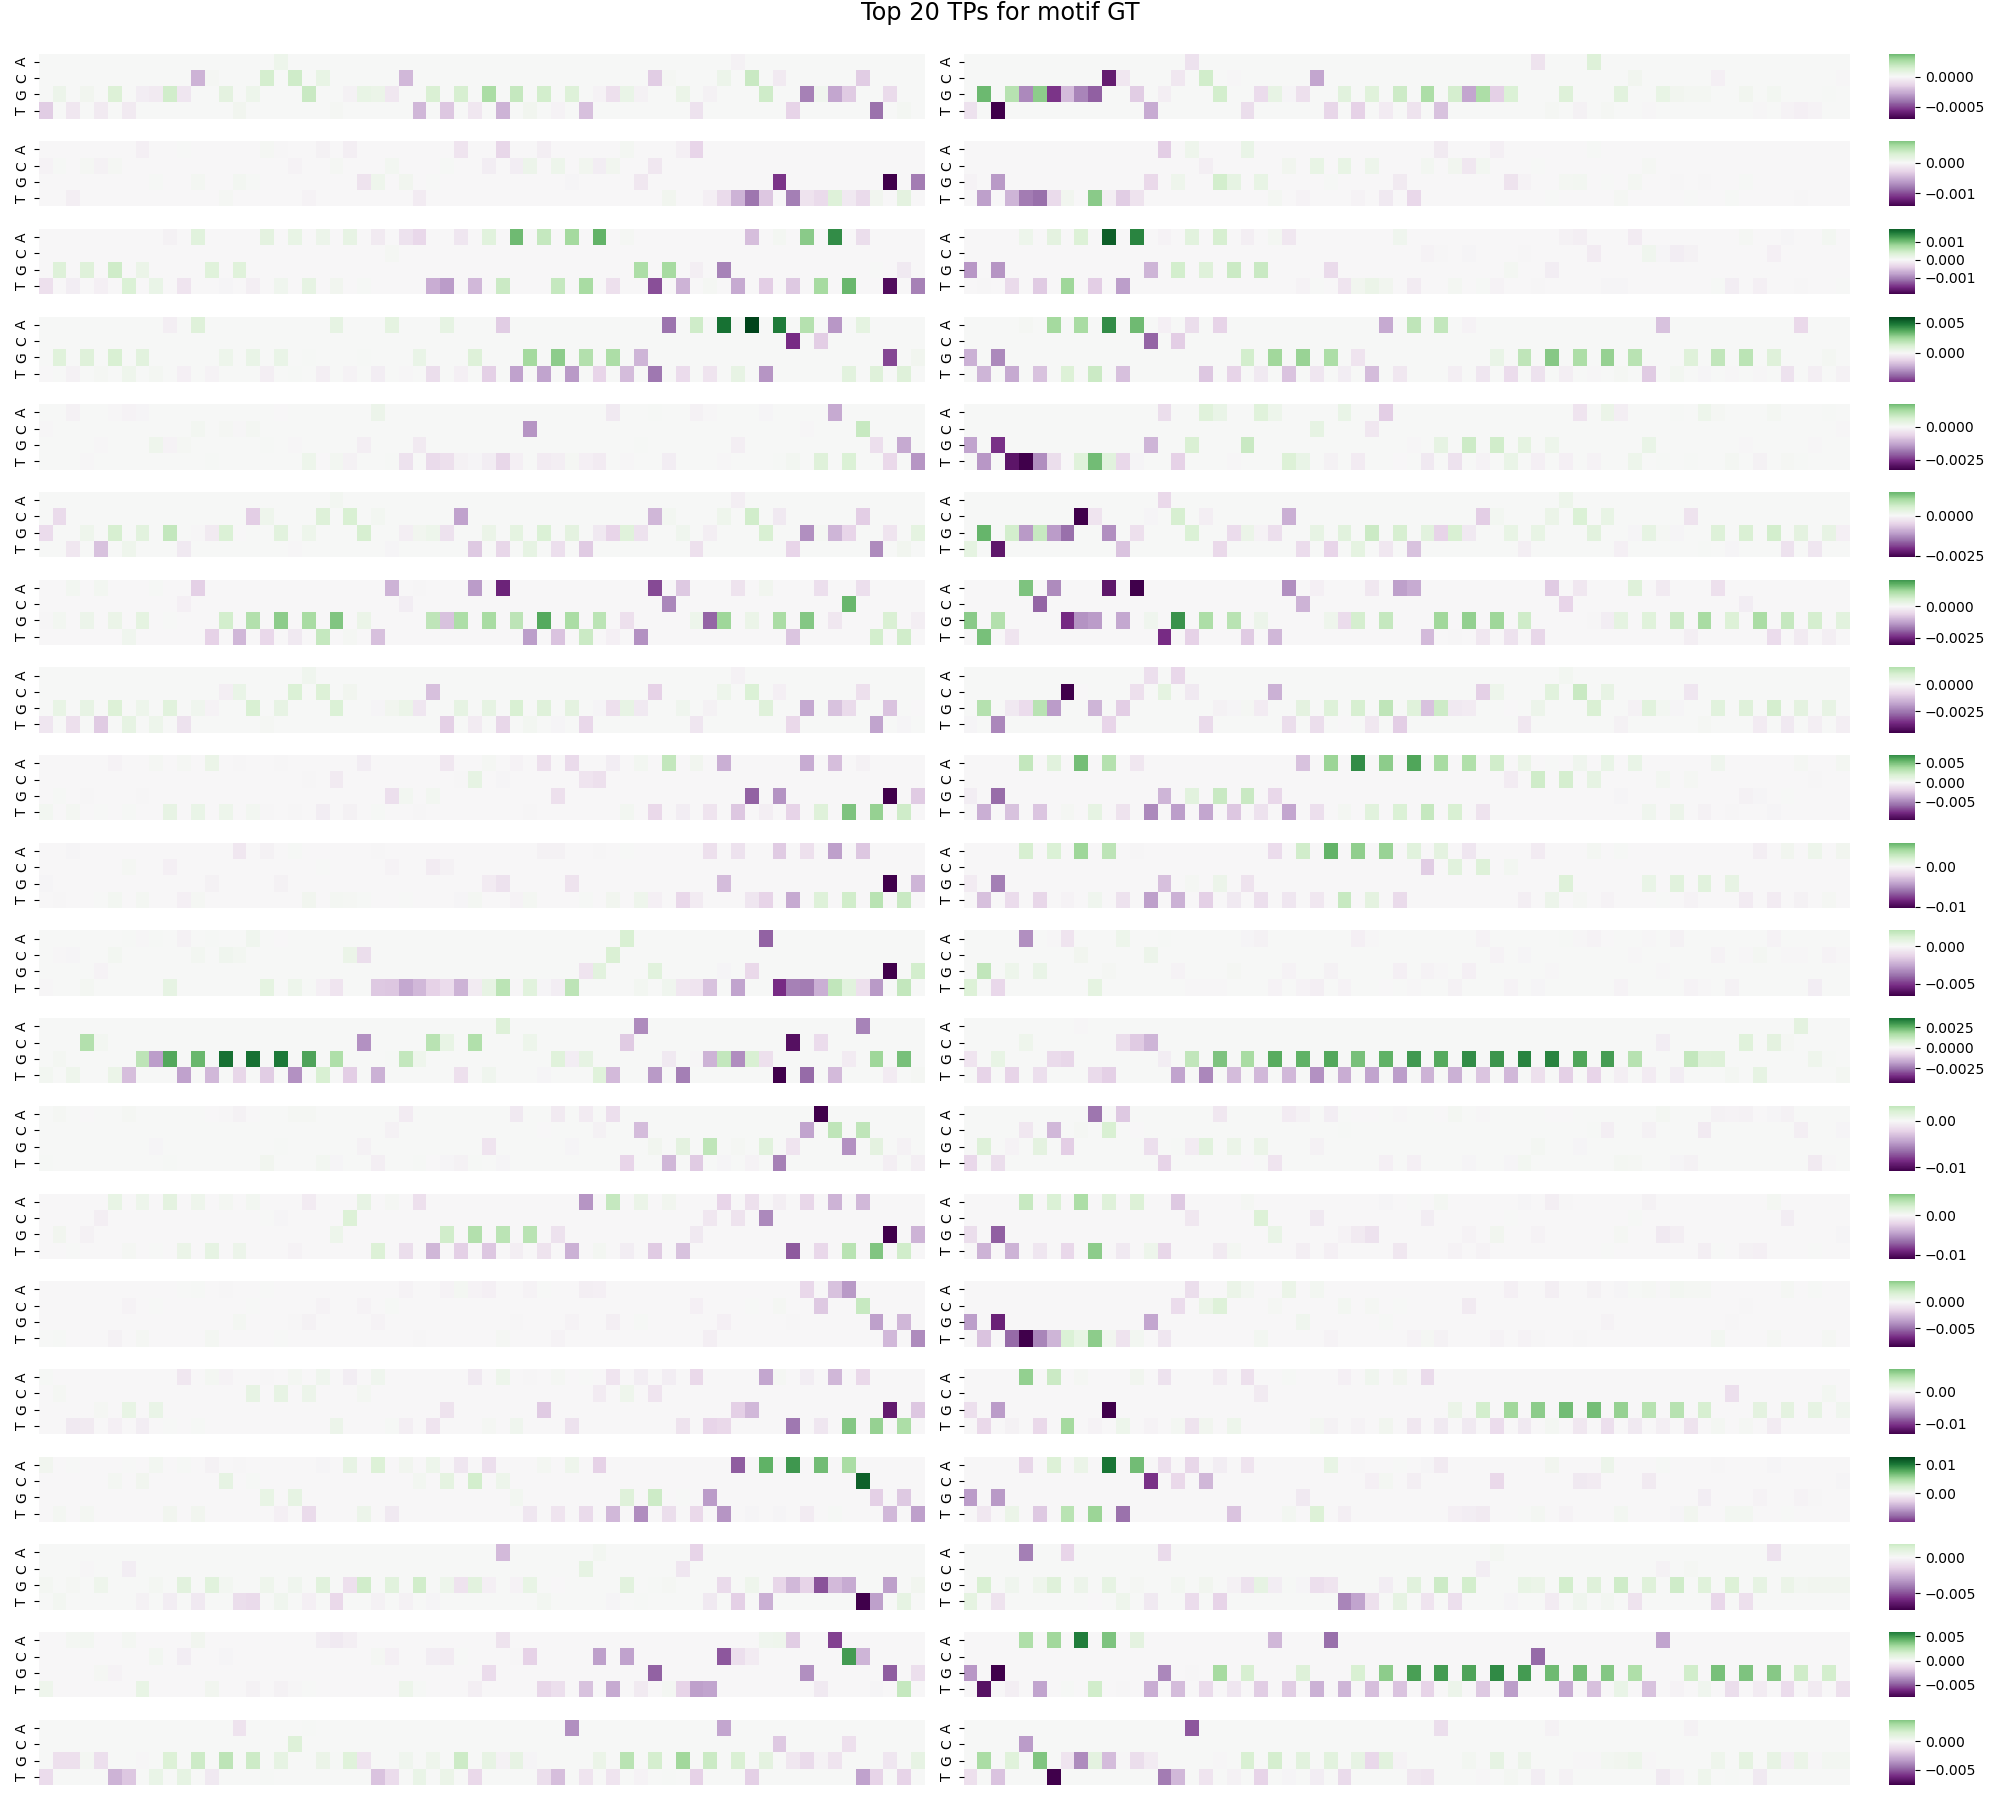 Top 20 TPs for motif GT
T G C A T G C A 0.0000 −0.0005
T G C A T G C A 0.000 −0.001
T G C A T G C A 0.001 0.000 −0.001
T G C A T G C A 0.005 0.000
T G C A T G C A 0.0000 −0.0025
T G C A T G C A 0.0000 −0.0025
T G C A T G C A 0.0000 −0.0025
T G C A T G C A 0.0000 −0.0025
T G C A T G C A 0.005 0.000 −0.005
T G C A T G C A 0.00 −0.01
T G C A T G C A 0.000 −0.005
T G C A T G C A 0.0025 0.0000 −0.0025
T G C A T G C A 0.00 −0.01
T G C A T G C A 0.00 −0.01
T G C A T G C A 0.000 −0.005
T G C A T G C A 0.00 −0.01
T G C A T G C A 0.01 0.00
T G C A T G C A 0.000 −0.005
T G C A T G C A 0.005 0.000 −0.005
T G C A T G C A 0.000 −0.005